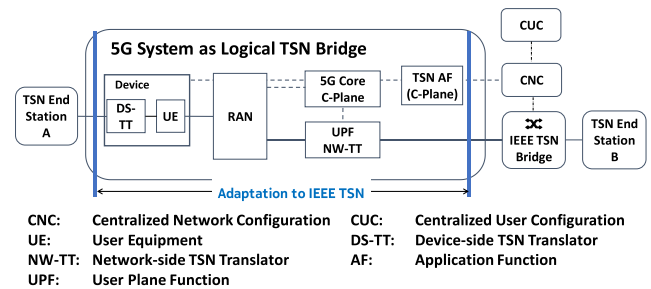 CUC
5G System as Logical TSN Bridge
Device
5G Core
C-Plane
TSN AF
(C-Plane)
CNC
TSN End
Station
A
DS-
TT
UE
RAN
UPF
NW-TT
IEEE TSN
Bridge
TSN End
Station
B
Adaptation to IEEE TSN
CNC: Centralized Network Configuration
CUC: Centralized User Configuration
UE: User Equipment
DS-TT: Device-side TSN Translator
NW-TT: Network-side TSN Translator
AF: Application Function
UPF: User Plane Function